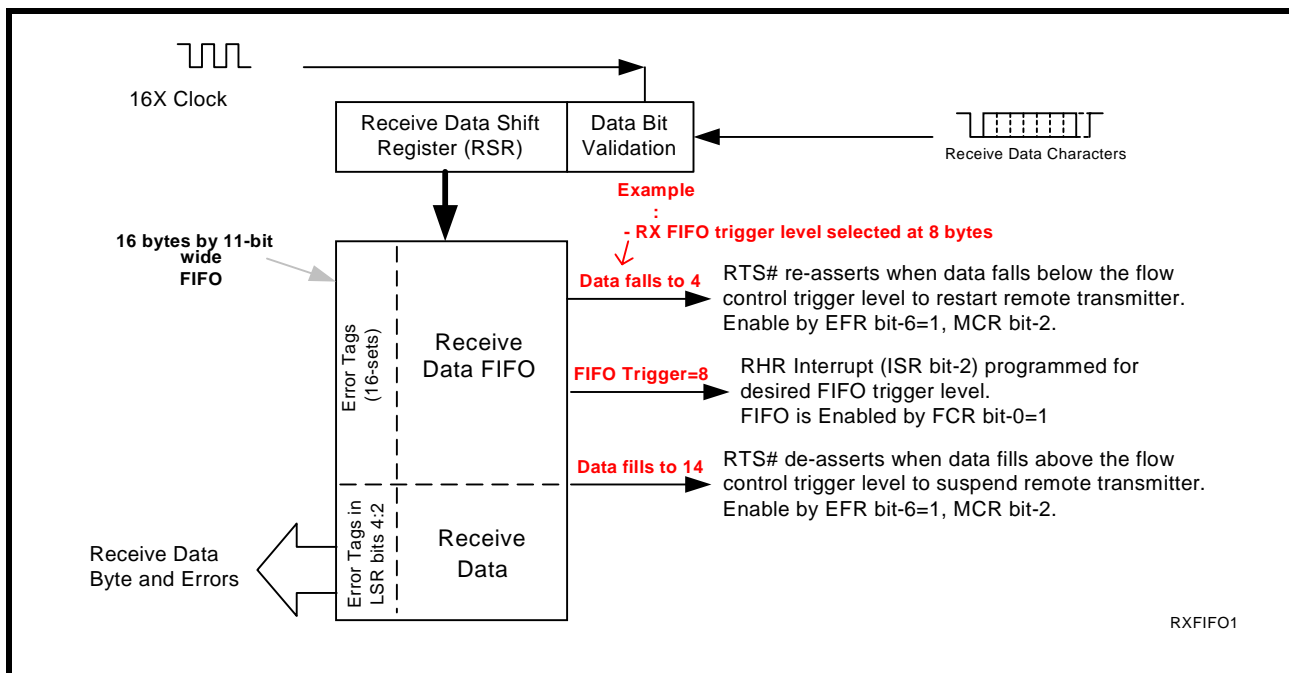 16X Clock
Receive Data Shift
Register (RSR)
Data Bit
Validation
Receive Data Characters
Example
:
- RX FIFO trigger level selected at 8 bytes
16 bytes by 11-bit
wide
FIFO
Data falls to 4
RTS# re-asserts when data falls below the flow
control trigger level to restart remote transmitter.
Enable by EFR bit-6=1, MCR bit-2.
Error Tags
(16-sets)
Receive
Data FIFO
FIFO Trigger=8
RHR Interrupt (ISR bit-2) programmed for
desired FIFO trigger level.
FIFO is Enabled by FCR bit-0=1
Data fills to 14
RTS# de-asserts when data fills above the flow
control trigger level to suspend remote transmitter.
Enable by EFR bit-6=1, MCR bit-2.
Error Tags in
LSR bits 4:2
Receive
Data
Receive Data
Byte and Errors
RXFIFO1